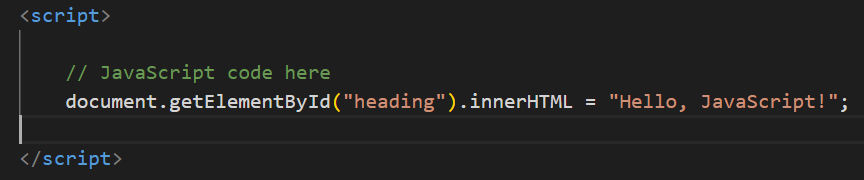 <script>
// JavaScript code here
document.getElementById("heading").innerHTML = "Hello, JavaScript!";
</script>